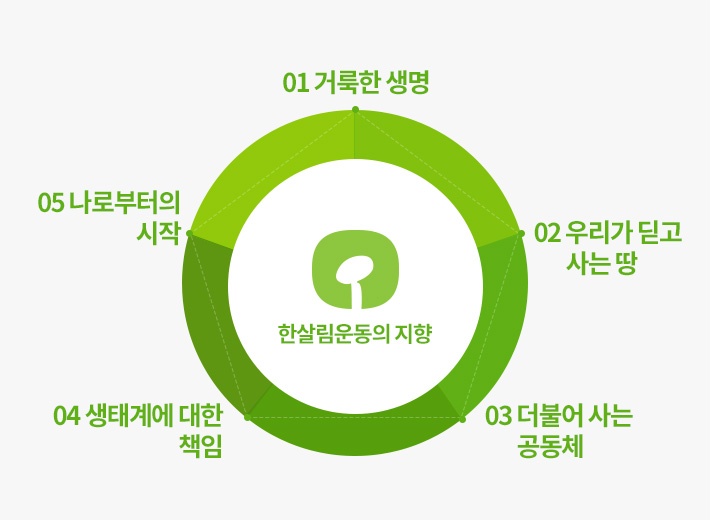 01 거룩한 생명
02 우리가 딛고
사는 땅
03 더불어 사는
공동체
04 생태계에 대한
책임
05 나로부터의
시작
한살림운동의 지향